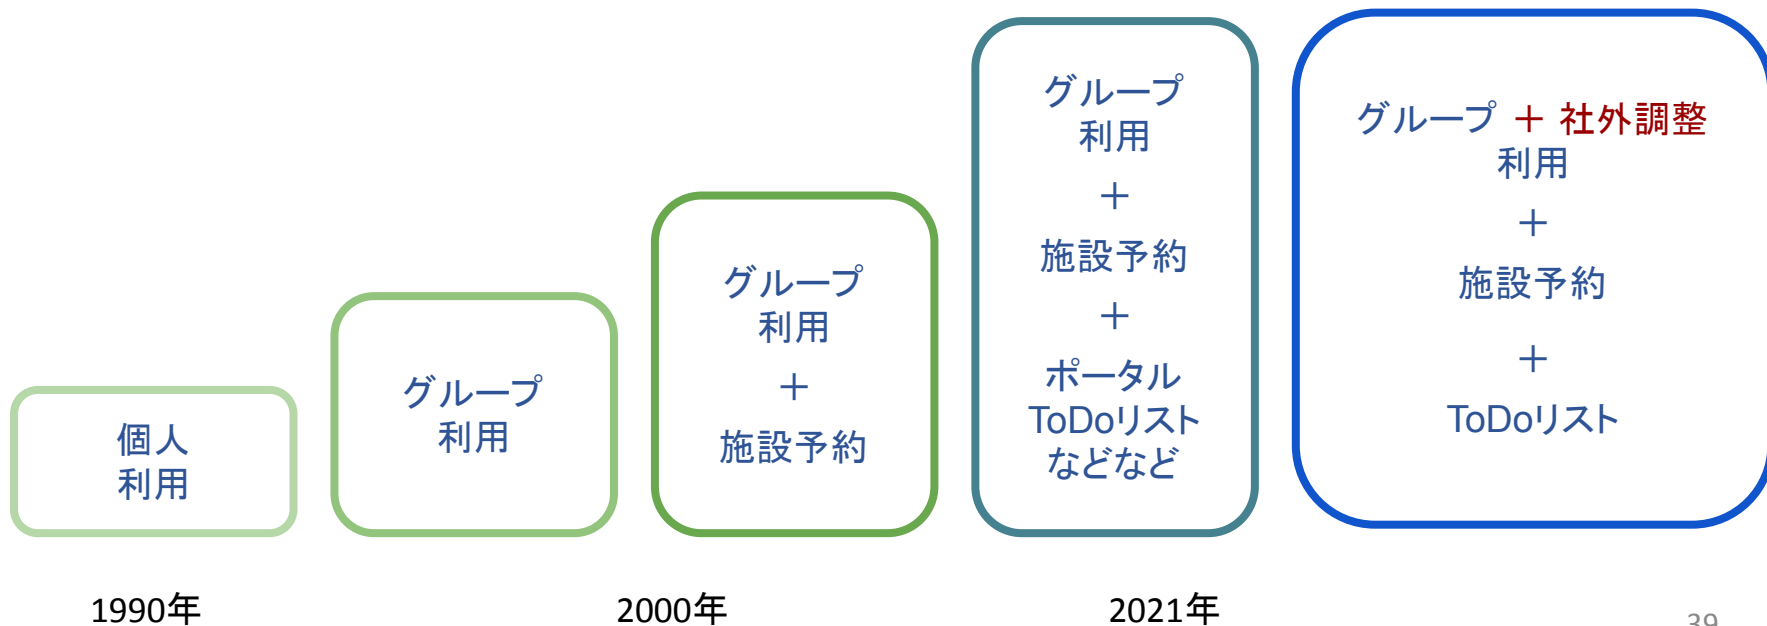 個人
利用
グループ
利用
グループ
利用
＋
施設予約
グループ
利用
＋
施設予約
＋
ポータル
ToDoリスト
などなど
グループ ＋ 社外調整
利用
＋
施設予約
＋
ToDoリスト
1990年
2000年
2021年
39